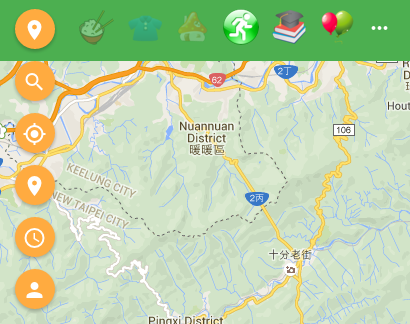 62
2丁
Nuannuan
District
暖暖區
106
Hout
KEELUNG CITY
NEW TAIPEI CITY
2丙
十分老街
Pingxi District